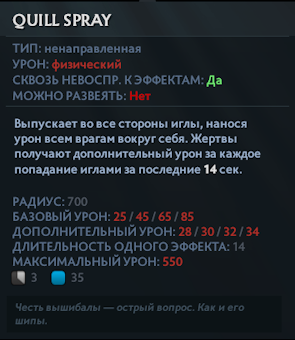 QUILL SPRAY
ТИП: ненаправленная
УРОН: физический
СКВОЗЬ НЕВОСПР. К ЭФФЕКТАМ: Да
МОЖНО РАЗВЕЯТЬ: Нет
Выпускает во все стороны иглы, нанося
урон всем врагам вокруг себя. Жертвы
получают дополнительный урон за каждое
попадание иглами за последние 14 сек.
РАДИУС: 700
БАЗОВЫЙ УРОН: 25 / 45 / 65 / 85
ДОПОЛНИТЕЛЬНЫЙ УРОН: 28 / 30 / 32 / 34
ДЛИТЕЛЬНОСТЬ ОДНОГО ЭФФЕКТА: 14
МАКСИМАЛЬНЫЙ УРОН: 550
3 35
Честь вышибалы — острый вопрос. Как и его
шипы.